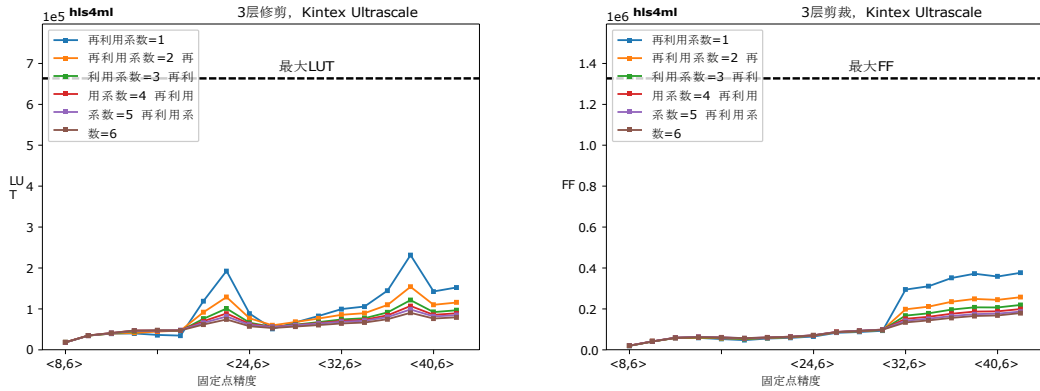 1e5
hls4ml
3层修剪，Kintex Ultrascale
再利用系数=1
再利用系数=2 再
利用系数=3 再利
用系数=4 再利用
系数=5 再利用系
数=6
最大LUT
7
6
5
4
3
2
1
0
LU
T
<8,6>
<24,6>
<32,6>
<40,6>
固定点精度
1e6
hls4ml
3层剪裁，Kintex Ultrascale
再利用系数=1
再利用系数=2 再
利用系数=3 再利
用系数=4 再利用
系数=5 再利用系
数=6
最大FF
1.4
1.2
1.0
0.8
0.6
0.4
0.2
0.0
FF
<8,6>
<24,6>
<32,6>
<40,6>
固定点精度